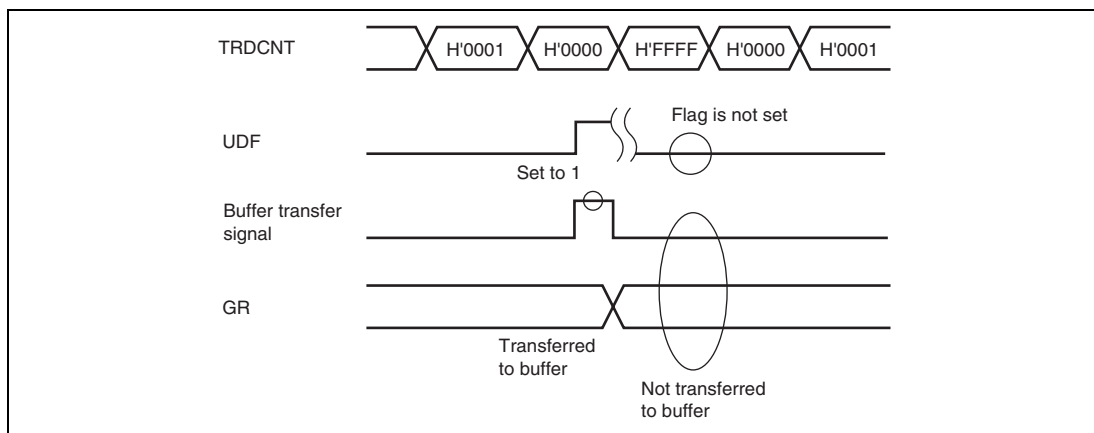 TRDCNT
H'0001
H'0000
H'FFFF
H'0000
H'0001
UDF
Flag is not set
Set to 1
Buffer transfer
signal
GR
Transferred
to buffer
Not transferred
to buffer